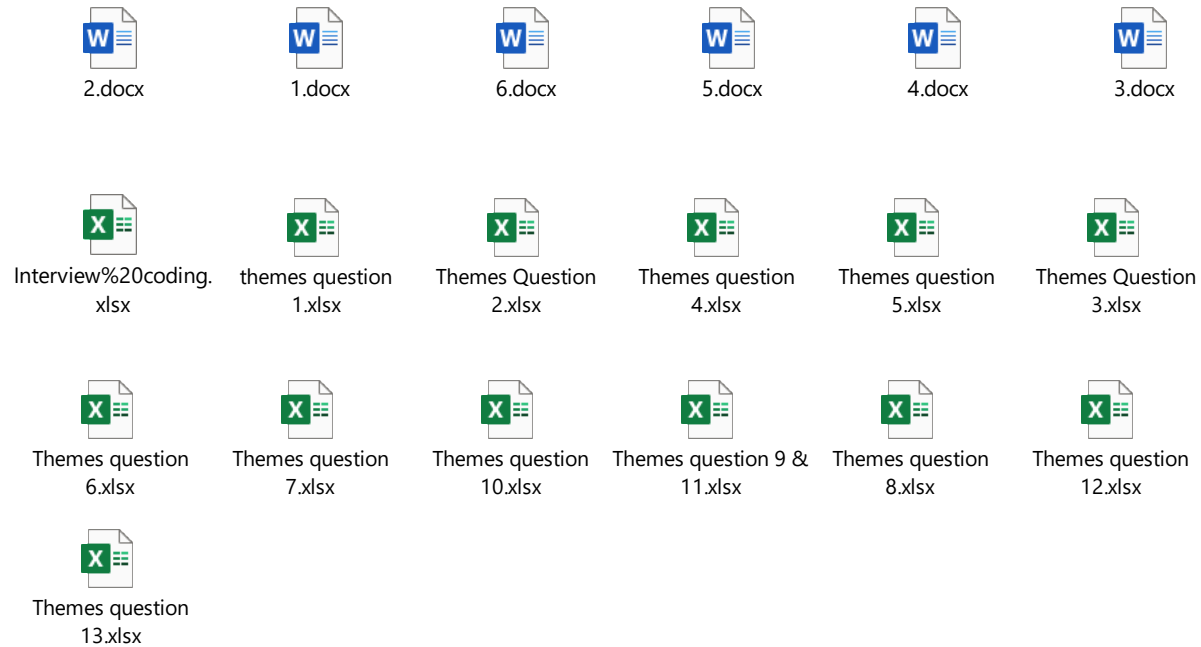 2.docx
1.docx
6.docx
5.docx
4.docx
3.docx
Interview%20coding.
xlsx
themes question
1.xlsx
Themes Question
2.xlsx
Themes question
4.xlsx
Themes question
5.xlsx
Themes Question
3.xlsx
Themes question
6.xlsx
Themes question
7.xlsx
Themes question
10.xlsx
Themes question 9 &
11.xlsx
Themes question
8.xlsx
Themes question
12.xlsx
Themes question
13.xlsx